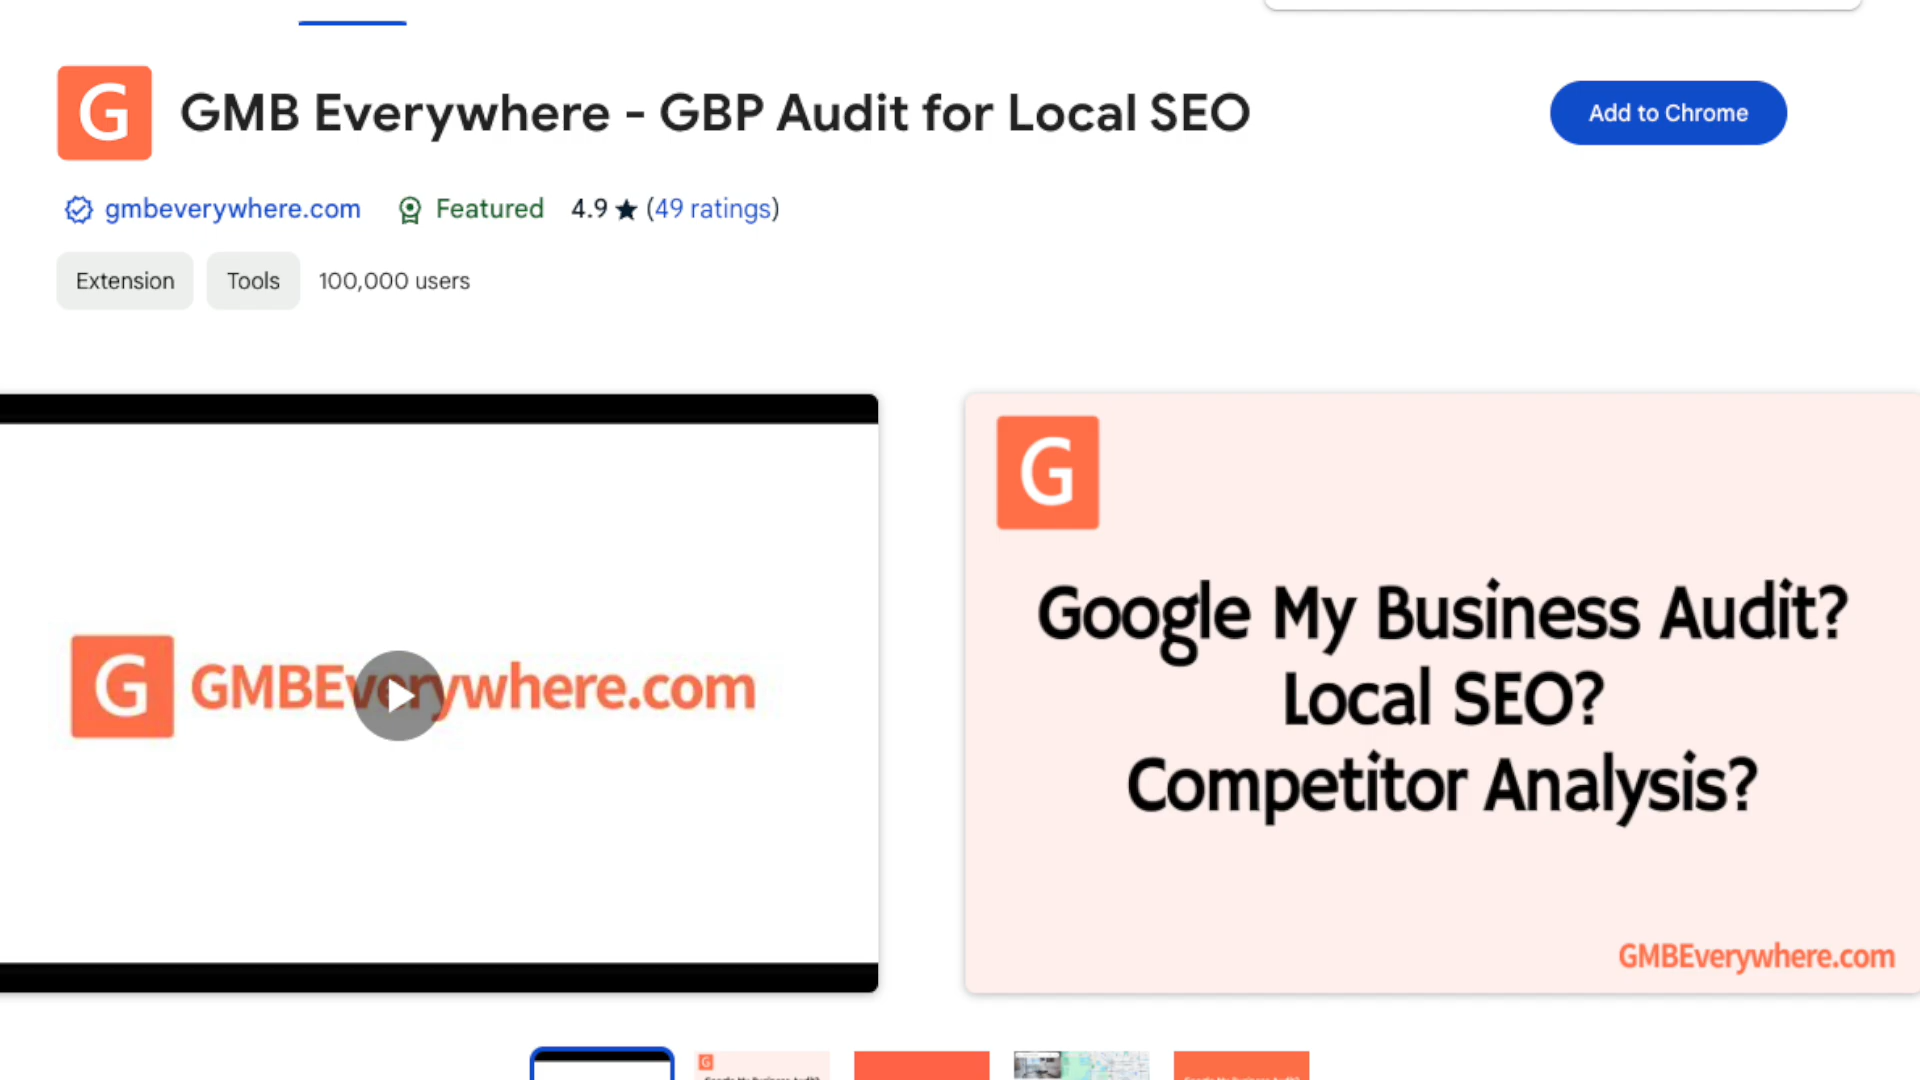 G
GMB Everywhere - GBP Audit for Local SEO
Add to Chrome
gmbeverywhere.com
Featured
4.9 ★ (49 ratings)
Extension
Tools
100,000 users
G
GMBEverywhere.com
G
Google My Business Audit?
Local SEO?
Competitor Analysis?
GMBEverywhere.com
G